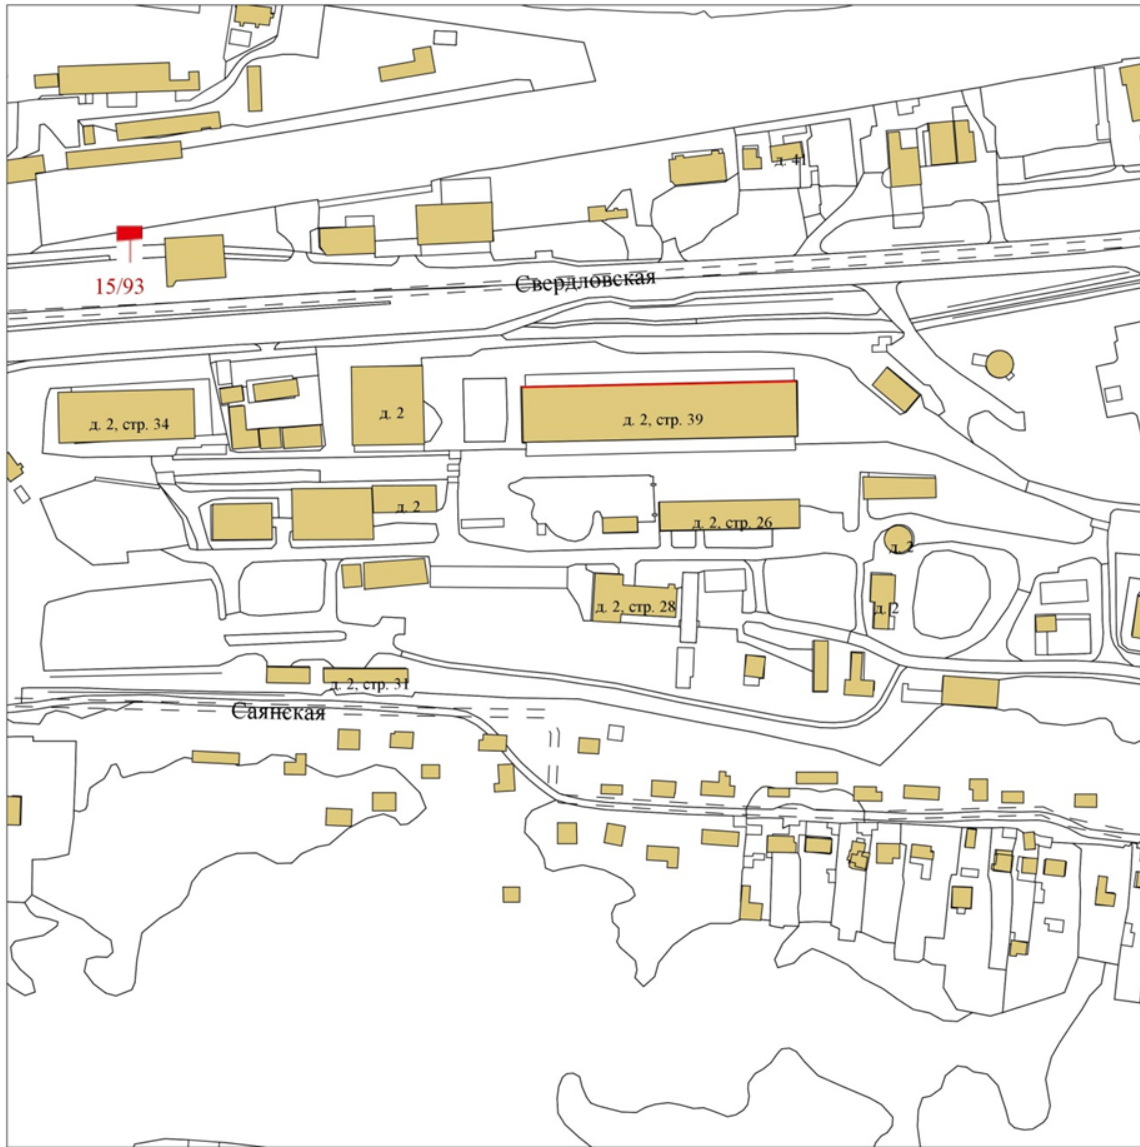 д. 41
15/93
Свердловская
д. 2, стр. 34
д. 2
д. 2, стр. 39
д. 2
д. 2, стр. 26
д. 2
д. 2, стр. 28
д. 2
д. 2, стр. 31
Саянская